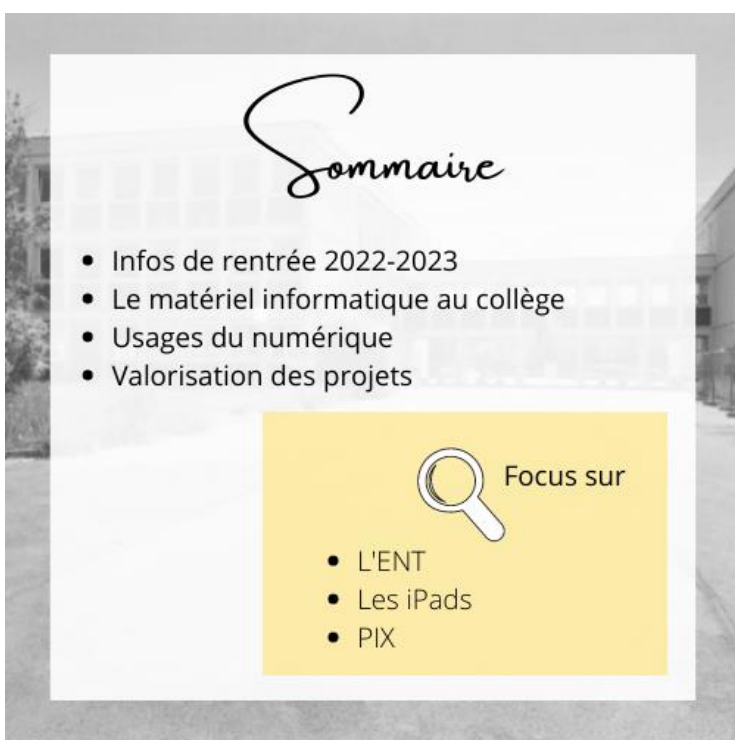 Sommaire
• Infos de rentrée 2022-2023
• Le matériel informatique au collège
• Usages du numérique
• Valorisation des projets
Focus sur
• L'ENT
• Les iPads
• PIX